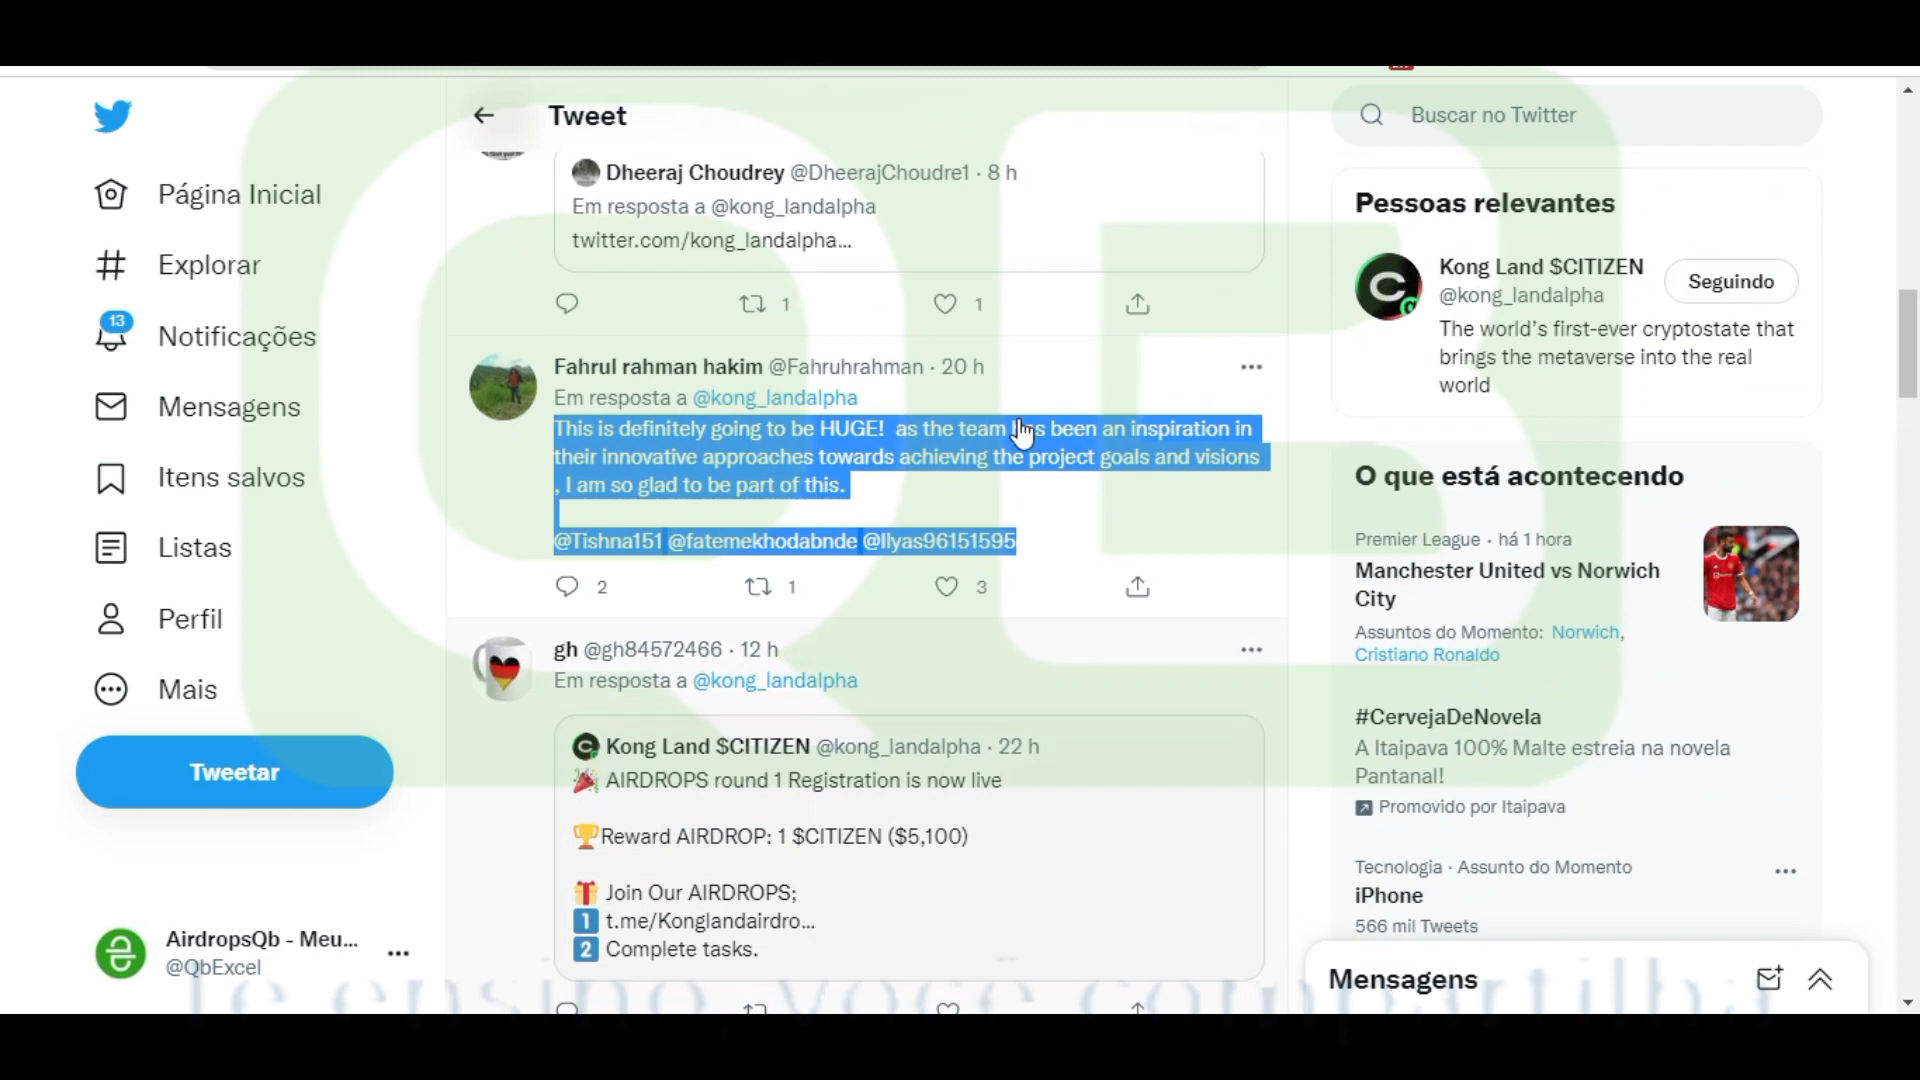 Tweet
Buscar no Twitter
Página Inicial
Explorar
13
Notificações
Mensagens
Itens salvos
Listas
Perfil
Mais
Tweetar
AirdropsQb - Meu...
@QbExcel
Dheeraj Choudrey @DheerajChoudre1 · 8 h
Em resposta a @kong_landalpha
twitter.com/kong_landalpha...
1 1
Fahrul rahman hakim @Fahruhrahman · 20 h
Em resposta a @kong_landalpha
This is definitely going to be HUGE! as the team has been an inspiration in
their innovative approaches towards achieving the project goals and visions
, I am so glad to be part of this.
@Tishna151 @fatemekhodabnde @Ilyas96151595
2 1 3
gh @gh84572466 · 12 h
Em resposta a @kong_landalpha
Kong Land $CITIZEN @kong_landalpha · 22 h
🎉 AIRDROPS round 1 Registration is now live
🏆Reward AIRDROP: 1 $CITIZEN ($5,100)
🎁 Join Our AIRDROPS;
1️⃣ t.me/Konglandairdro...
2️⃣ Complete tasks.
Pessoas relevantes
Kong Land $CITIZEN
@kong_landalpha
Seguindo
The world's first-ever cryptostate that
brings the metaverse into the real
world
O que está acontecendo
Premier League · há 1 hora
Manchester United vs Norwich
City
Assuntos do Momento: Norwich,
Cristiano Ronaldo
#CervejaDeNovela
A Itaipava 100% Malte estreia na novela
Pantanal!
Promovido por Itaipava
Tecnologia · Assunto do Momento
iPhone
566 mil Tweets
Mensagens
Te ensino, você compartilha